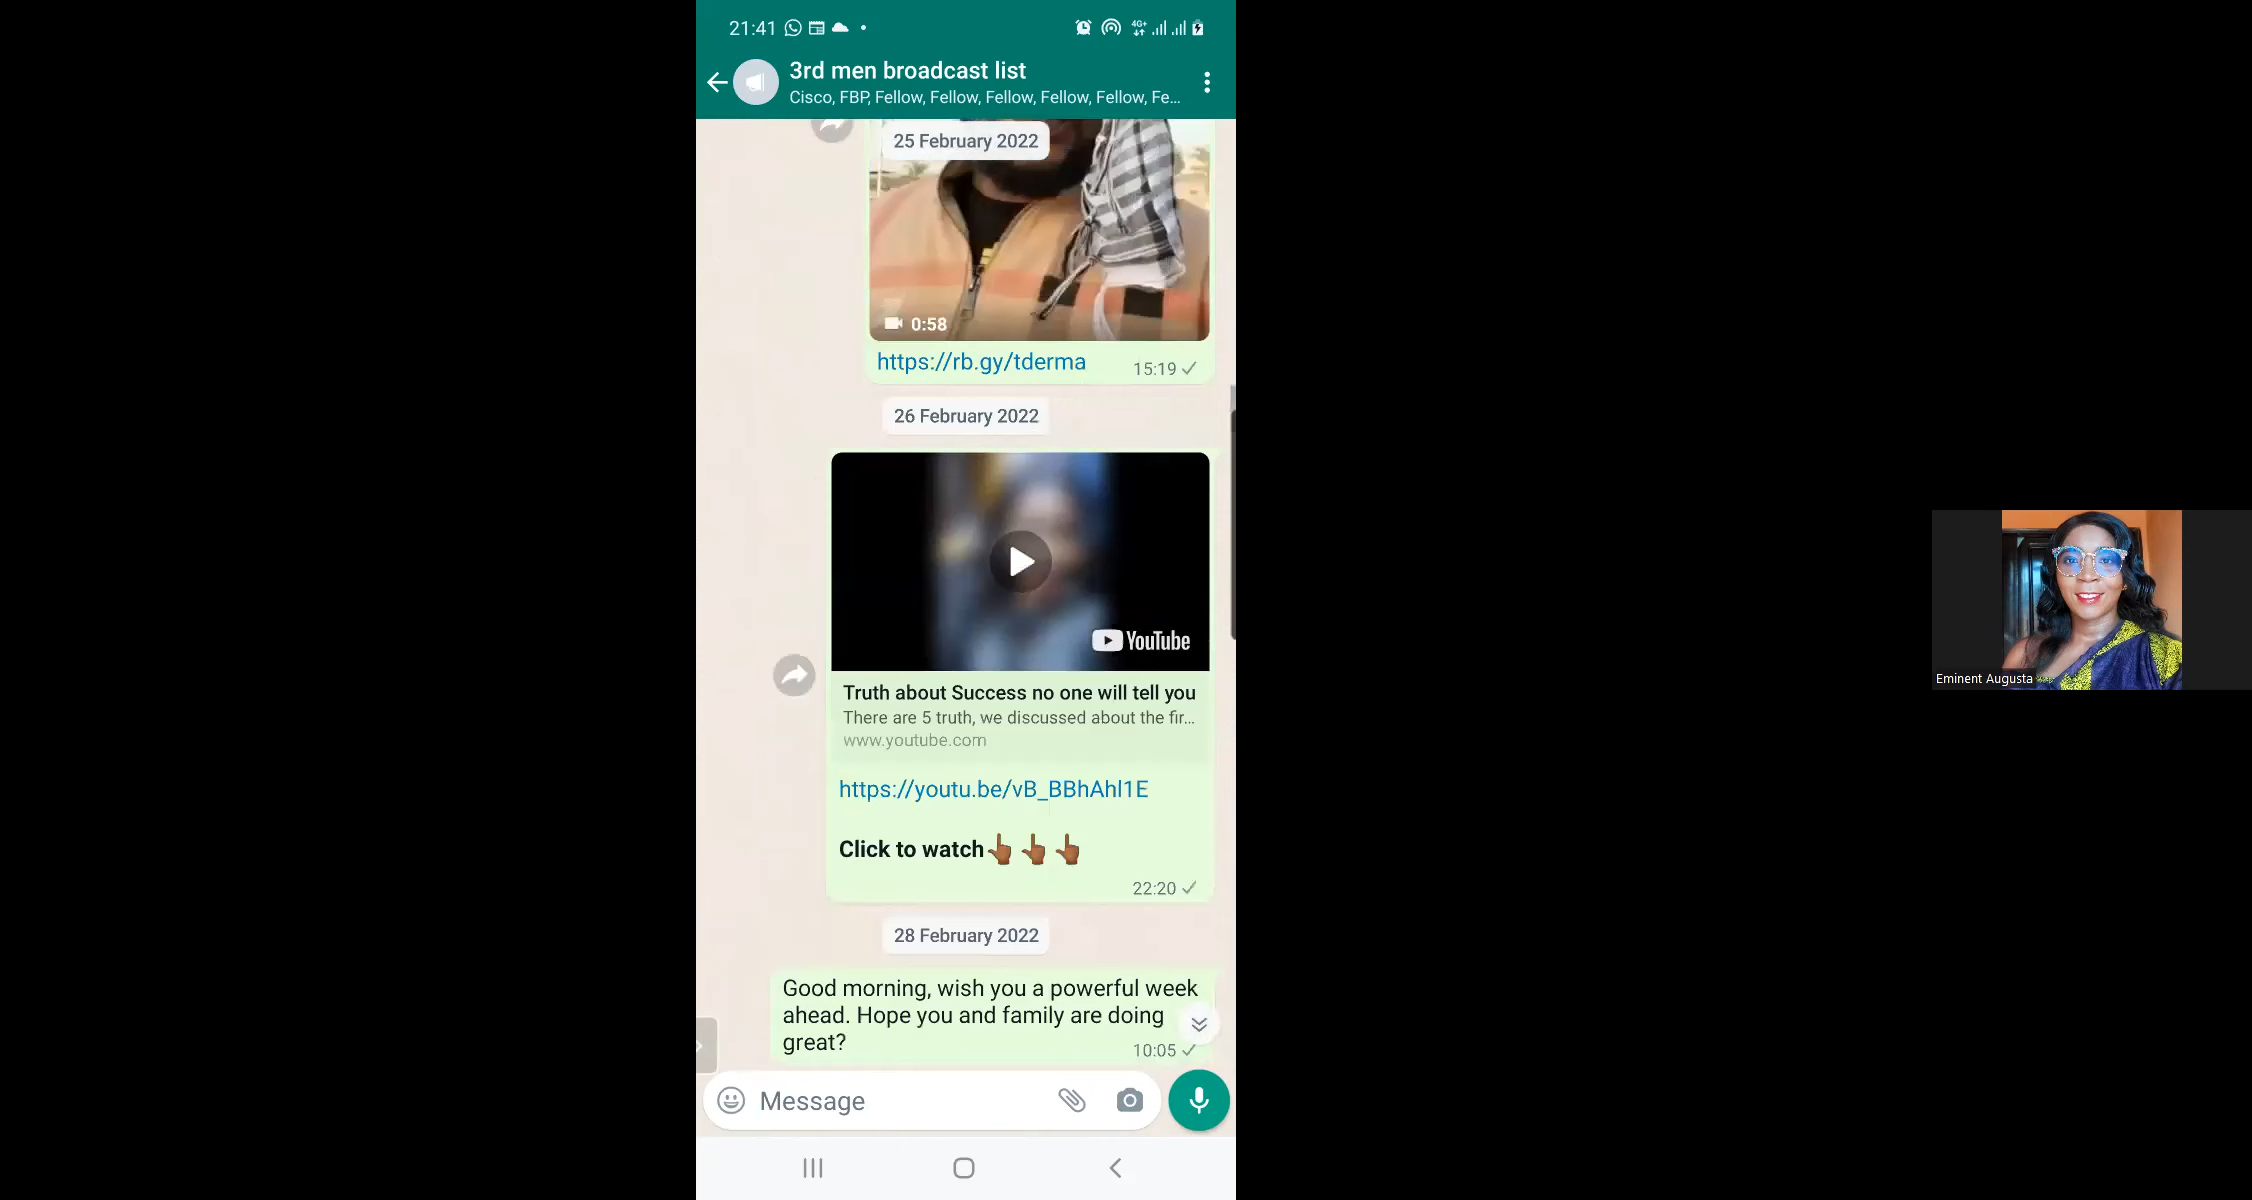 21:41
4G+
3rd men broadcast list
Cisco, FBP, Fellow, Fellow, Fellow, Fellow, Fellow, Fe...
25 February 2022
0:58
https://rb.gy/tderma
15:19
26 February 2022
YouTube
Truth about Success no one will tell you
There are 5 truth, we discussed about the fir...
www.youtube.com
https://youtu.be/vB_BBhAhl1E
Click to watch👆🏾👆🏾👆🏾
22:20
28 February 2022
Good morning, wish you a powerful week
ahead. Hope you and family are doing
great?
10:05
Message
Eminent Augusta